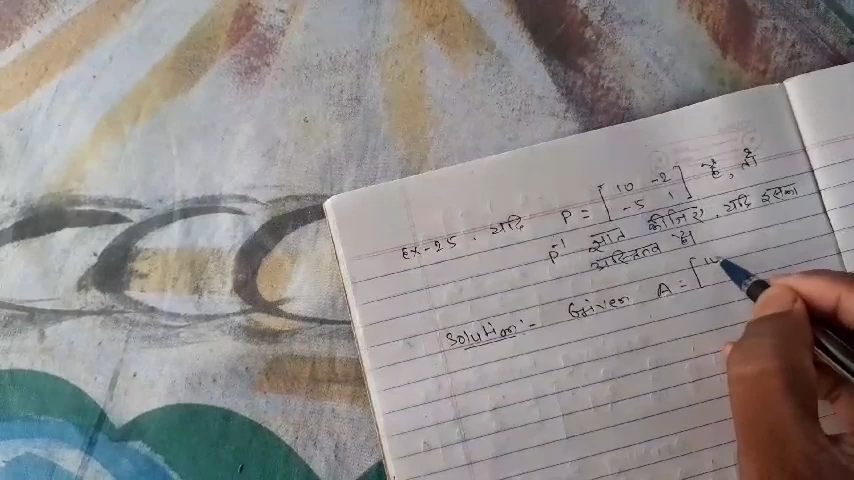 Ex-25. यदि P = [10 -2
-5 1] है, तो
P⁻¹ ज्ञात कीजिए, यदि इसका
अस्तित्व है।
Solution:- Given A = [10